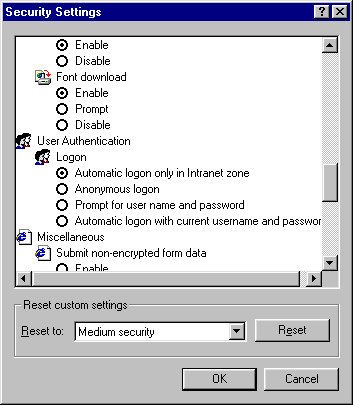 Security Settings
Enable
Disable
Font download
Enable
Prompt
Disable
User Authentication
Logon
Automatic logon only in Intranet zone
Anonymous logon
Prompt for user name and password
Automatic logon with current username and passwor
Miscellaneous
Submit non-encrypted form data
Enable
Reset custom settings
Reset to: Medium security Reset
OK Cancel